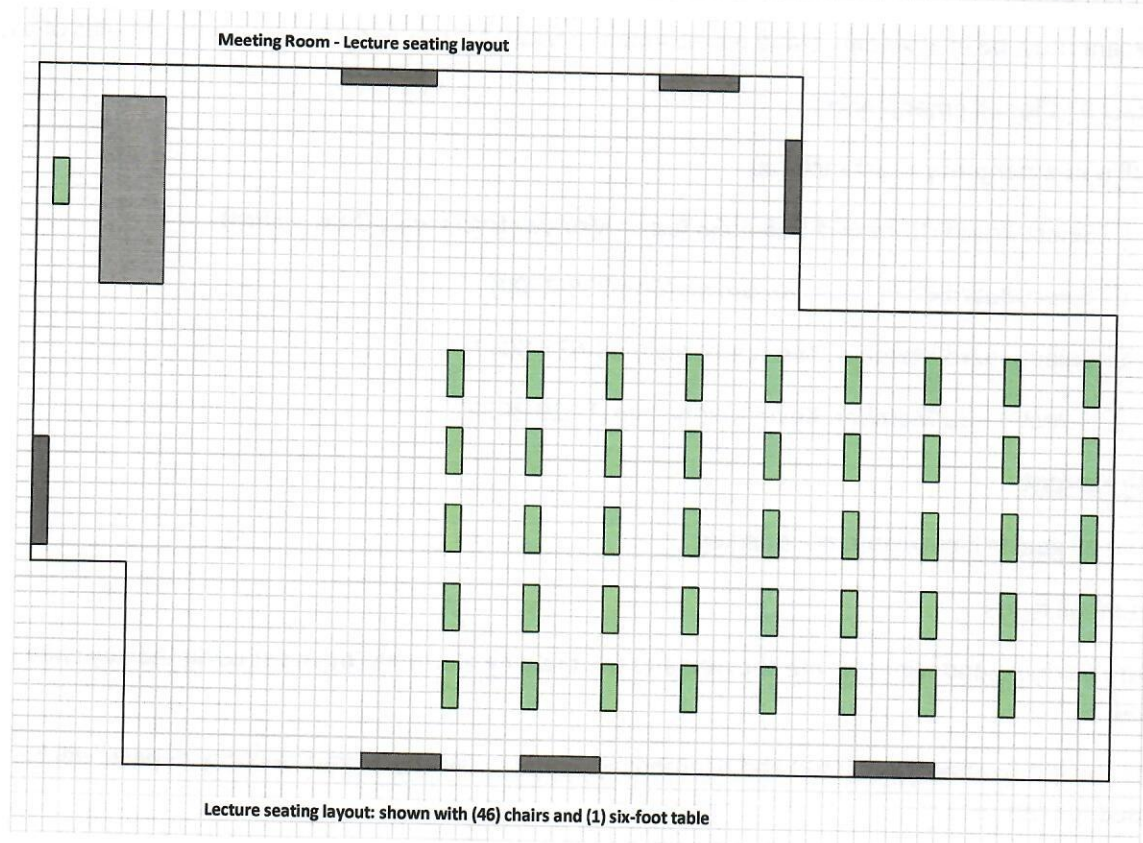 Meeting Room - Lecture seating layout
Lecture seating layout: shown with (46) chairs and (1) six-foot table